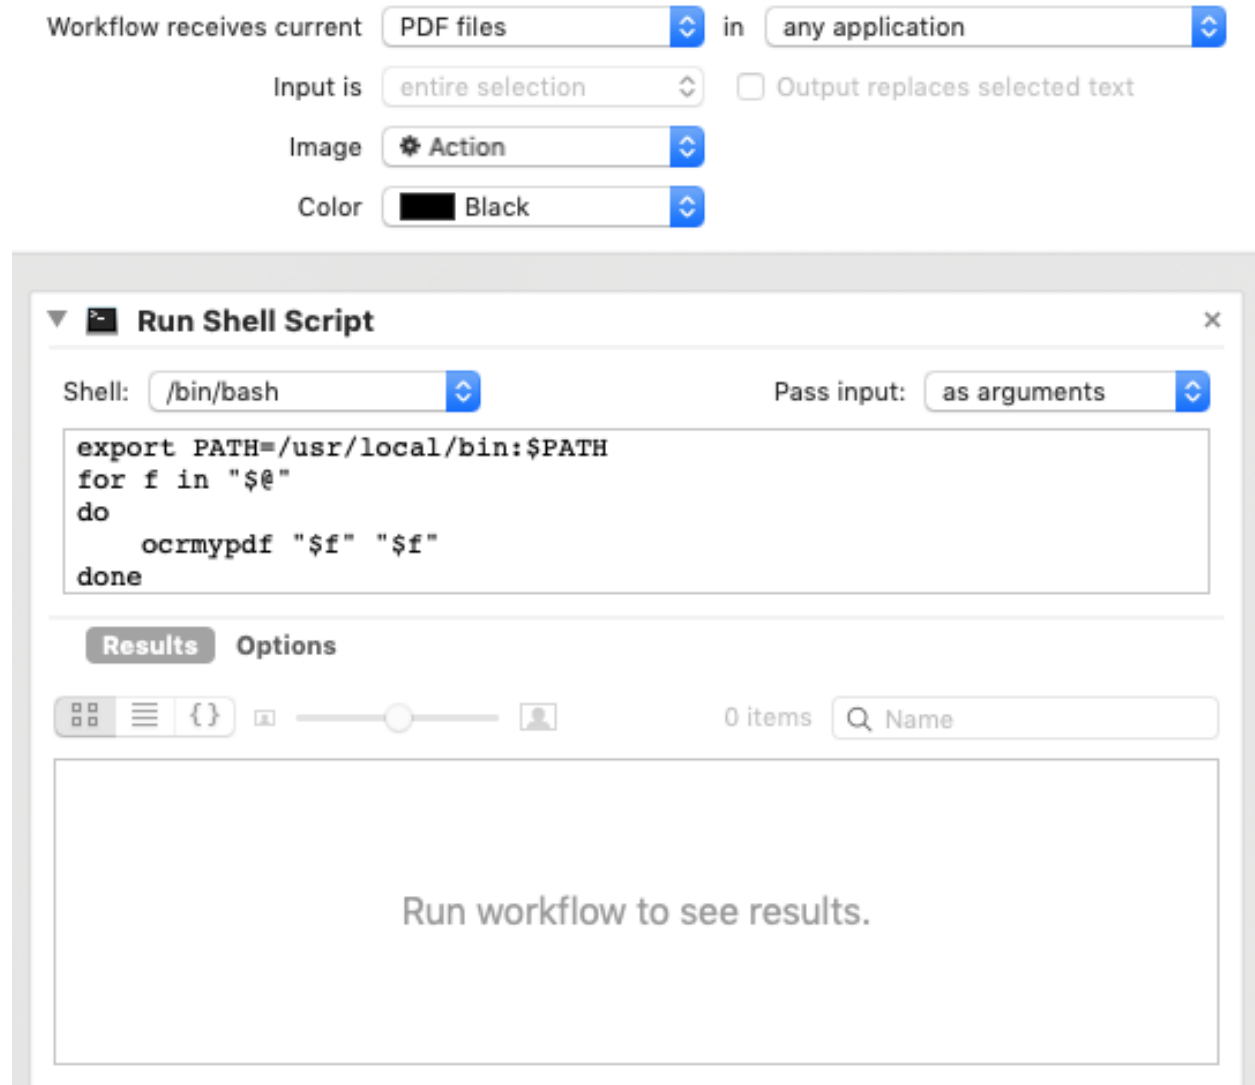 Workflow receives current PDF files in any application
Input is entire selection Output replaces selected text
Image Action
Color Black
Run Shell Script
Shell: /bin/bash Pass input: as arguments
export PATH=/usr/local/bin:$PATH
for f in "$@"
do
    ocrmypdf "$f" "$f"
done
Results Options
{} 0 items Name
Run workflow to see results.